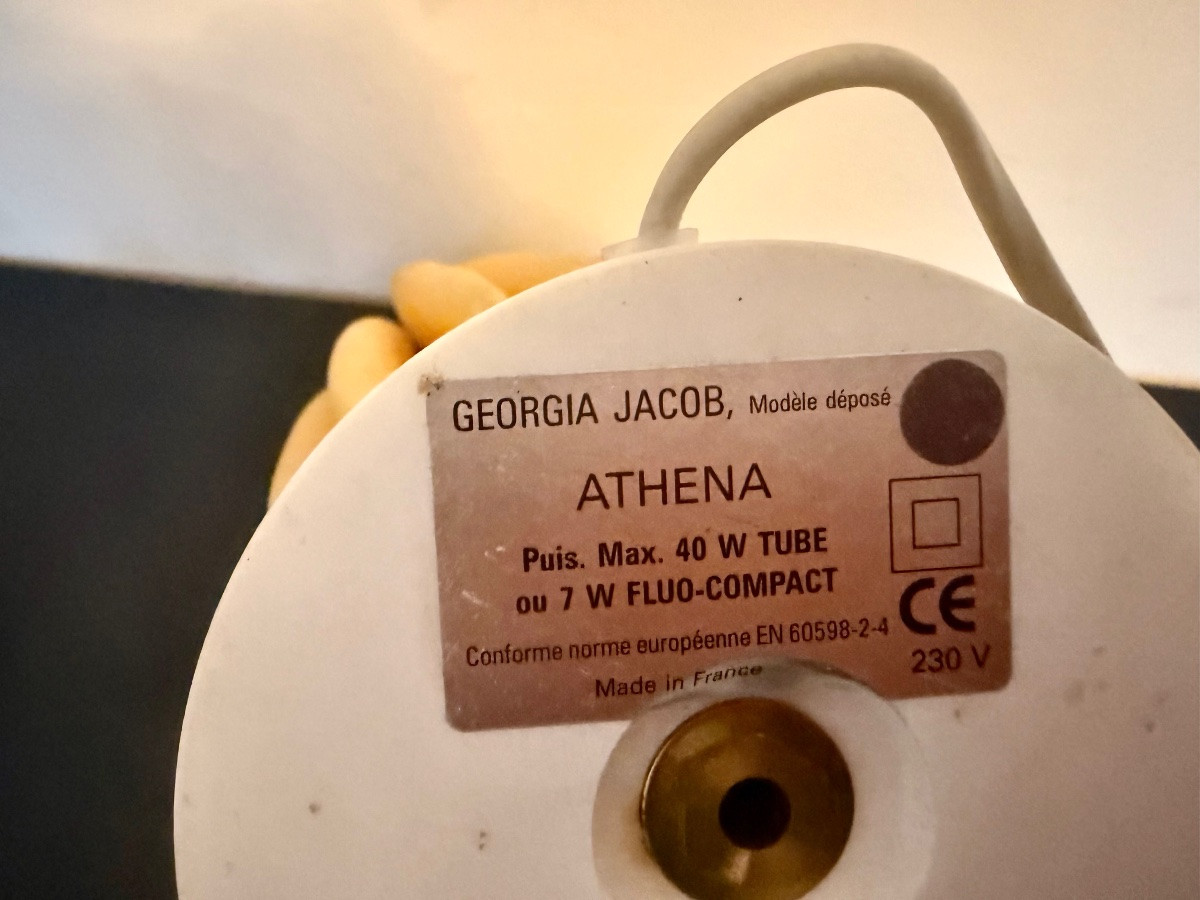 GEORGIA JACOB, Modèle déposé
ATHENA
Puis. Max. 40 W TUBE
ou 7 W FLUO-COMPACT
Conforme norme européenne EN 60598-2-4
CE
230 V
Made in France